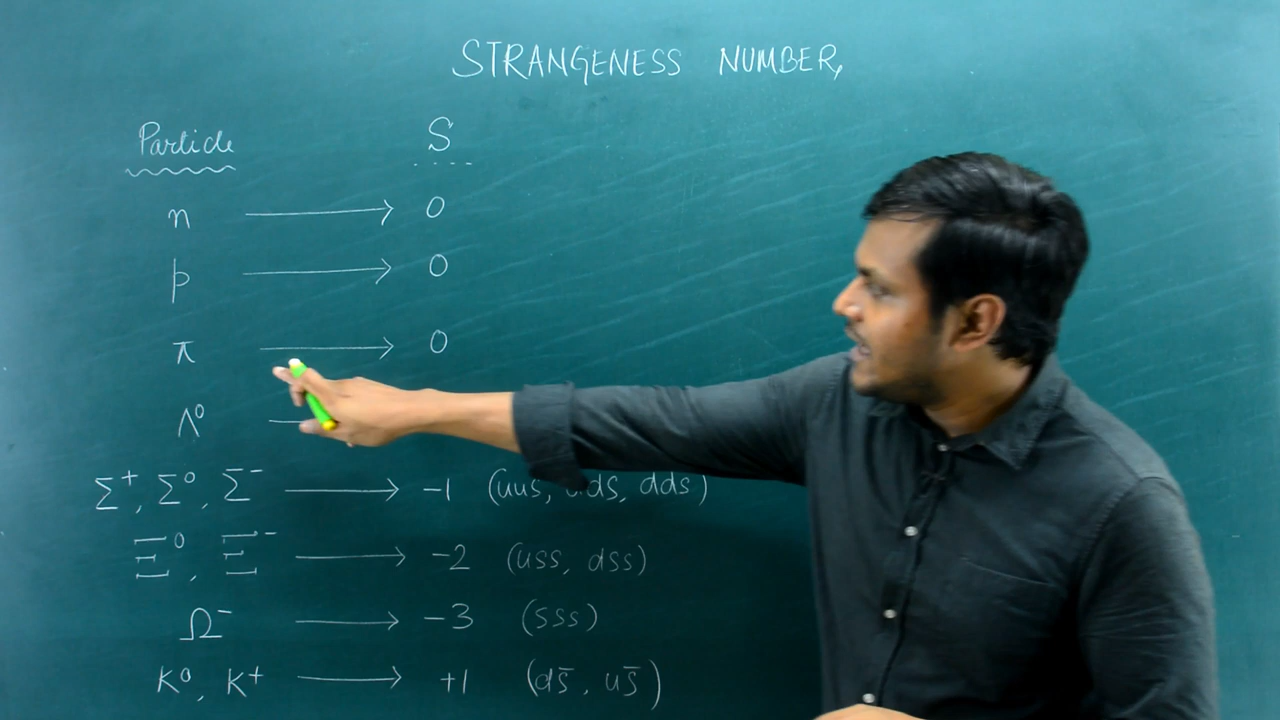 STRANGENESS NUMBER,
Particle S
n ⟶ 0
p ⟶ 0
π ⟶ 0
Λ⁰
Σ⁺, Σ⁰, Σ⁻ ⟶ -1 (uus, uds, dds)
Ξ⁰, Ξ⁻ ⟶ -2 (uss, dss)
Ω⁻ ⟶ -3 (sss)
K⁰, K⁺ ⟶ +1 (ds̄, us̄)